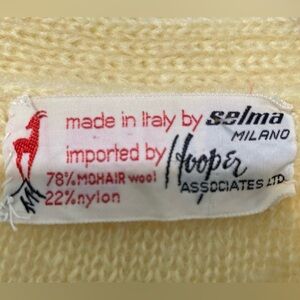 made in Italy by selma
MILANO
imported by Hooper
78% MOHAIR wool ASSOCIATES LTD.
22% nylon